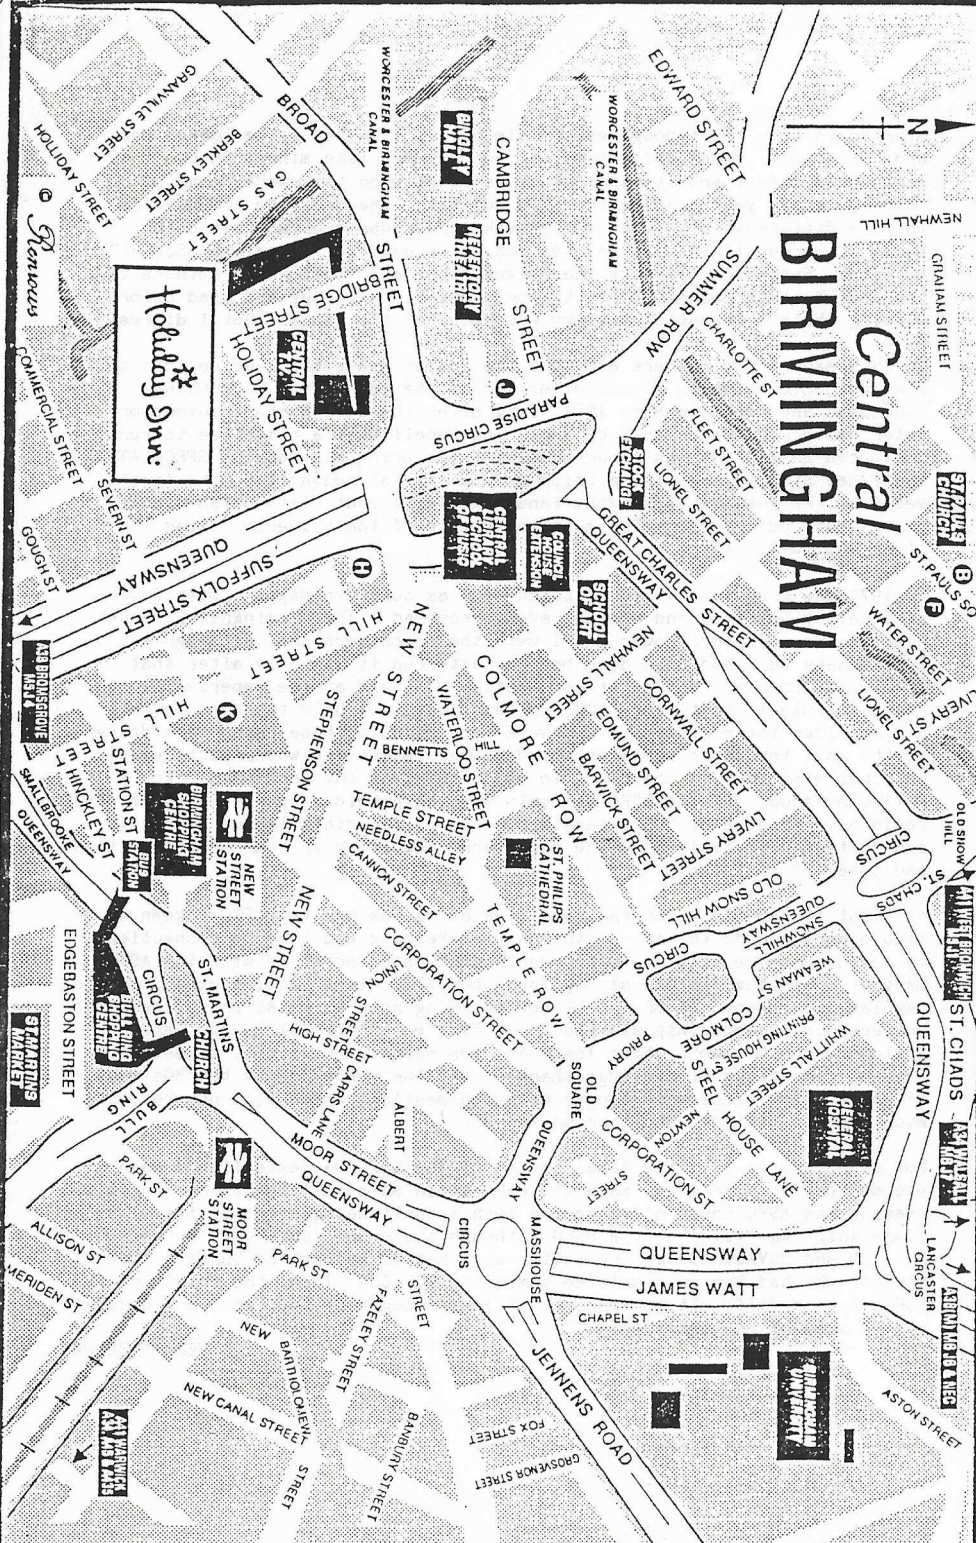 Central
BIRMINGHAM
N
EDWARD STREET
NEWHALL HILL
GRAHAM STREET
SUMMER ROW
CHARLOTTE ST
FLEET STREET
LIONEL STREET
ST. PAULS
CHURCH
B
F
ST PAULS SQ
WATER STREET
LIVERY ST
LIONEL STREET
OLD SNOW
HILL
ST. CHADS
CIRCUS
A41 WEST BROMWICH
ST. CHADS
QUEENSWAY
LANCASTER
CIRCUS
ASTON STREET
WORCESTER & BIRMINGHAM
CANAL
WORCESTER & BIRMINGHAM
CANAL
BINGLEY
HALL
CAMBRIDGE
STREET
REPERTORY
THEATRE
J
PARADISE CIRCUS
STOCK
EXCHANGE
GREAT CHARLES STREET
QUEENSWAY
CENTRAL
LIBRARY
& SCHOOL
OF MUSIC
COUNCIL
HOUSE
EXTENSION
SCHOOL
OF ART
NEWHALL STREET
CORNWALL STREET
EDMUND STREET
BARWICK STREET
LIVERY STREET
COLMORE ROW
WATERLOO STREET
BENNETTS HILL
TEMPLE STREET
NEEDLESS ALLEY
CANNON STREET
ST. PHILIPS
CATHEDRAL
TEMPLE ROW
OLD SNOW HILL
SNOWHILL
QUEENSWAY
COLMORE
CIRCUS
WEAMAN ST
PRINTING HOUSE ST
WHITTALL STREET
STEEL HOUSE LANE
GENERAL
HOSPITAL
PRIORY
OLD
SQUARE
QUEENSWAY
NEWTON
STREET
CORPORATION ST
CORPORATION STREET
UNION
STREET
HIGH STREET
CARRS LANE
ALBERT
STREET
MASSHOUSE
CIRCUS
QUEENSWAY
JAMES WATT
CHAPEL ST
BIRMINGHAM
UNIVERSITY
JENNENS ROAD
BROAD
STREET
GRANVILLE STREET
BERKLEY STREET
HOLLIDAY STREET
GAS STREET
BRIDGE STREET
HOLIDAY STREET
CENTRAL
T.V.
Holiday Inn
COMMERCIAL STREET
SEVERN ST
GOUGH ST
QUEENSWAY
SUFFOLK STREET
H
NEW STREET
HILL STREET
HILL STREET
K
STEPHENSON STREET
A38 BROMSGROVE
STATION ST
HINCKLEY ST
SMALLBROOK
QUEENSWAY
BIRMINGHAM
SHOPPING
CENTRE
NEW
STREET
STATION
BUS
STATION
NEW STREET
ST. MARTINS
CIRCUS
BULL RING
SHOPPING
CENTRE
CHURCH
EDGEBASTON STREET
ST. MARTIN'S
MARKET
BULL
RING
MOOR STREET
QUEENSWAY
MOOR
STREET
STATION
PARK ST
ALLISON ST
MERIDEN ST
PARK ST
FAZELEY STREET
NEW
BARTHOLOMEW
STREET
NEW CANAL STREET
BANBURY STREET
FOX STREET
GROSVENOR STREET
A41 WARWICK